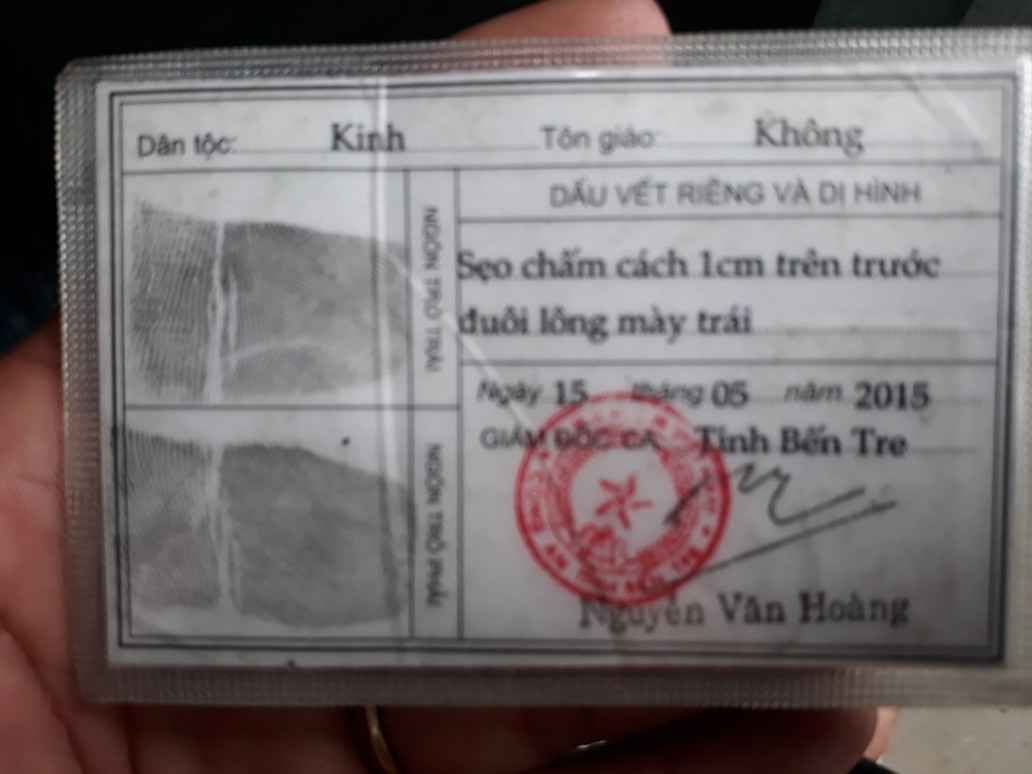 Dân tộc: Kinh Tôn giáo: Không
NGÓN TRỎ TRÁI
NGÓN TRỎ PHẢI
DẤU VẾT RIÊNG VÀ DỊ HÌNH
Sẹo chấm cách 1cm trên trước
đuôi lông mày trái
Ngày 15 tháng 05 năm 2015
GIÁM ĐỐC CA Tỉnh Bến Tre
Nguyễn Văn Hoàng